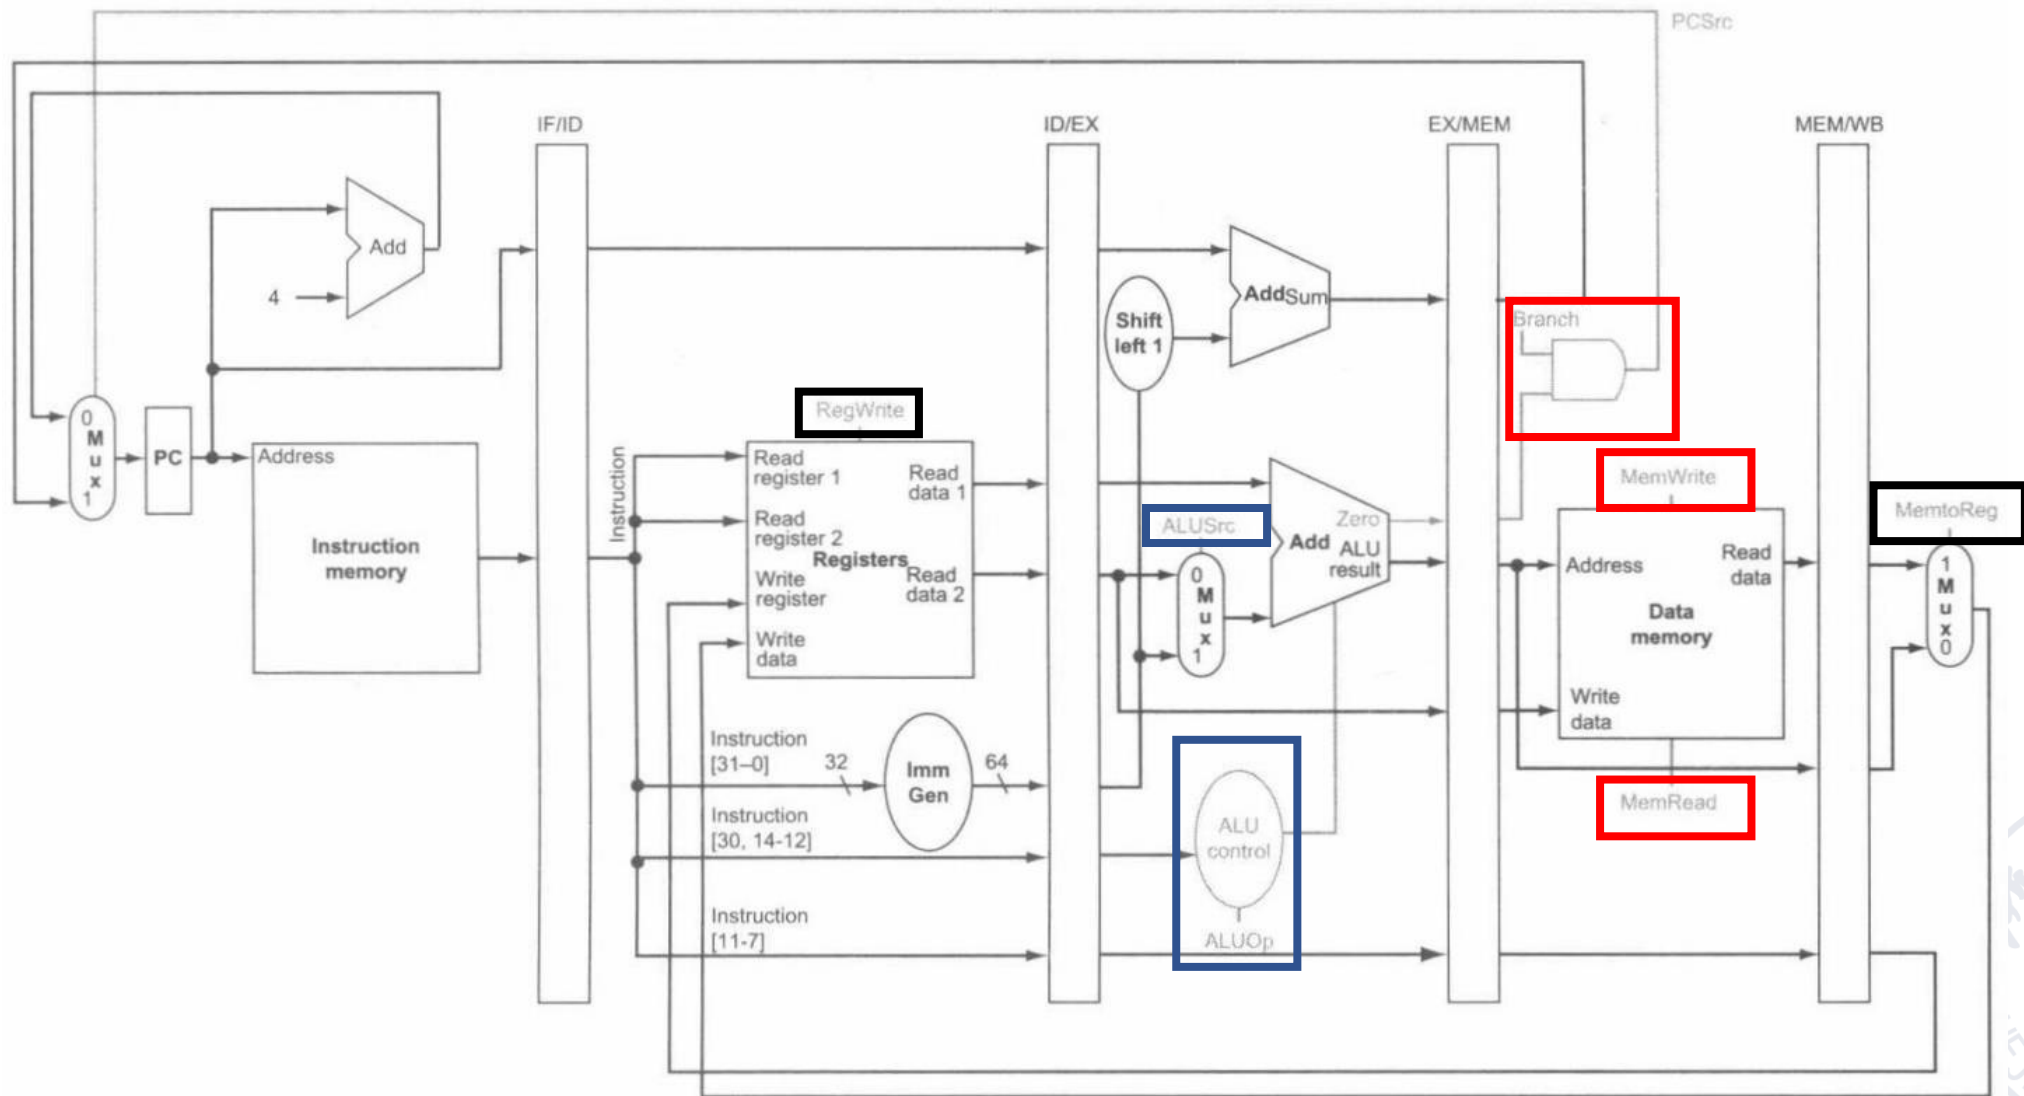 PCSrc
IF/ID
ID/EX
EX/MEM
MEM/WB
Add
4
Add Sum
Shift
left 1
Branch
RegWrite
0
M
u
x
1
PC
Address
Instruction
memory
Instruction
Read
register 1
Read
register 2
Write
register
Write
data
Registers
Read
data 1
Read
data 2
ALUSrc
0
M
u
x
1
Add
Zero
ALU
result
MemWrite
Address
Read
data
Data
memory
Write
data
MemRead
MemtoReg
1
M
u
x
0
Instruction
[31–0]
32
Imm
Gen
64
Instruction
[30, 14-12]
ALU
control
Instruction
[11-7]
ALUOp